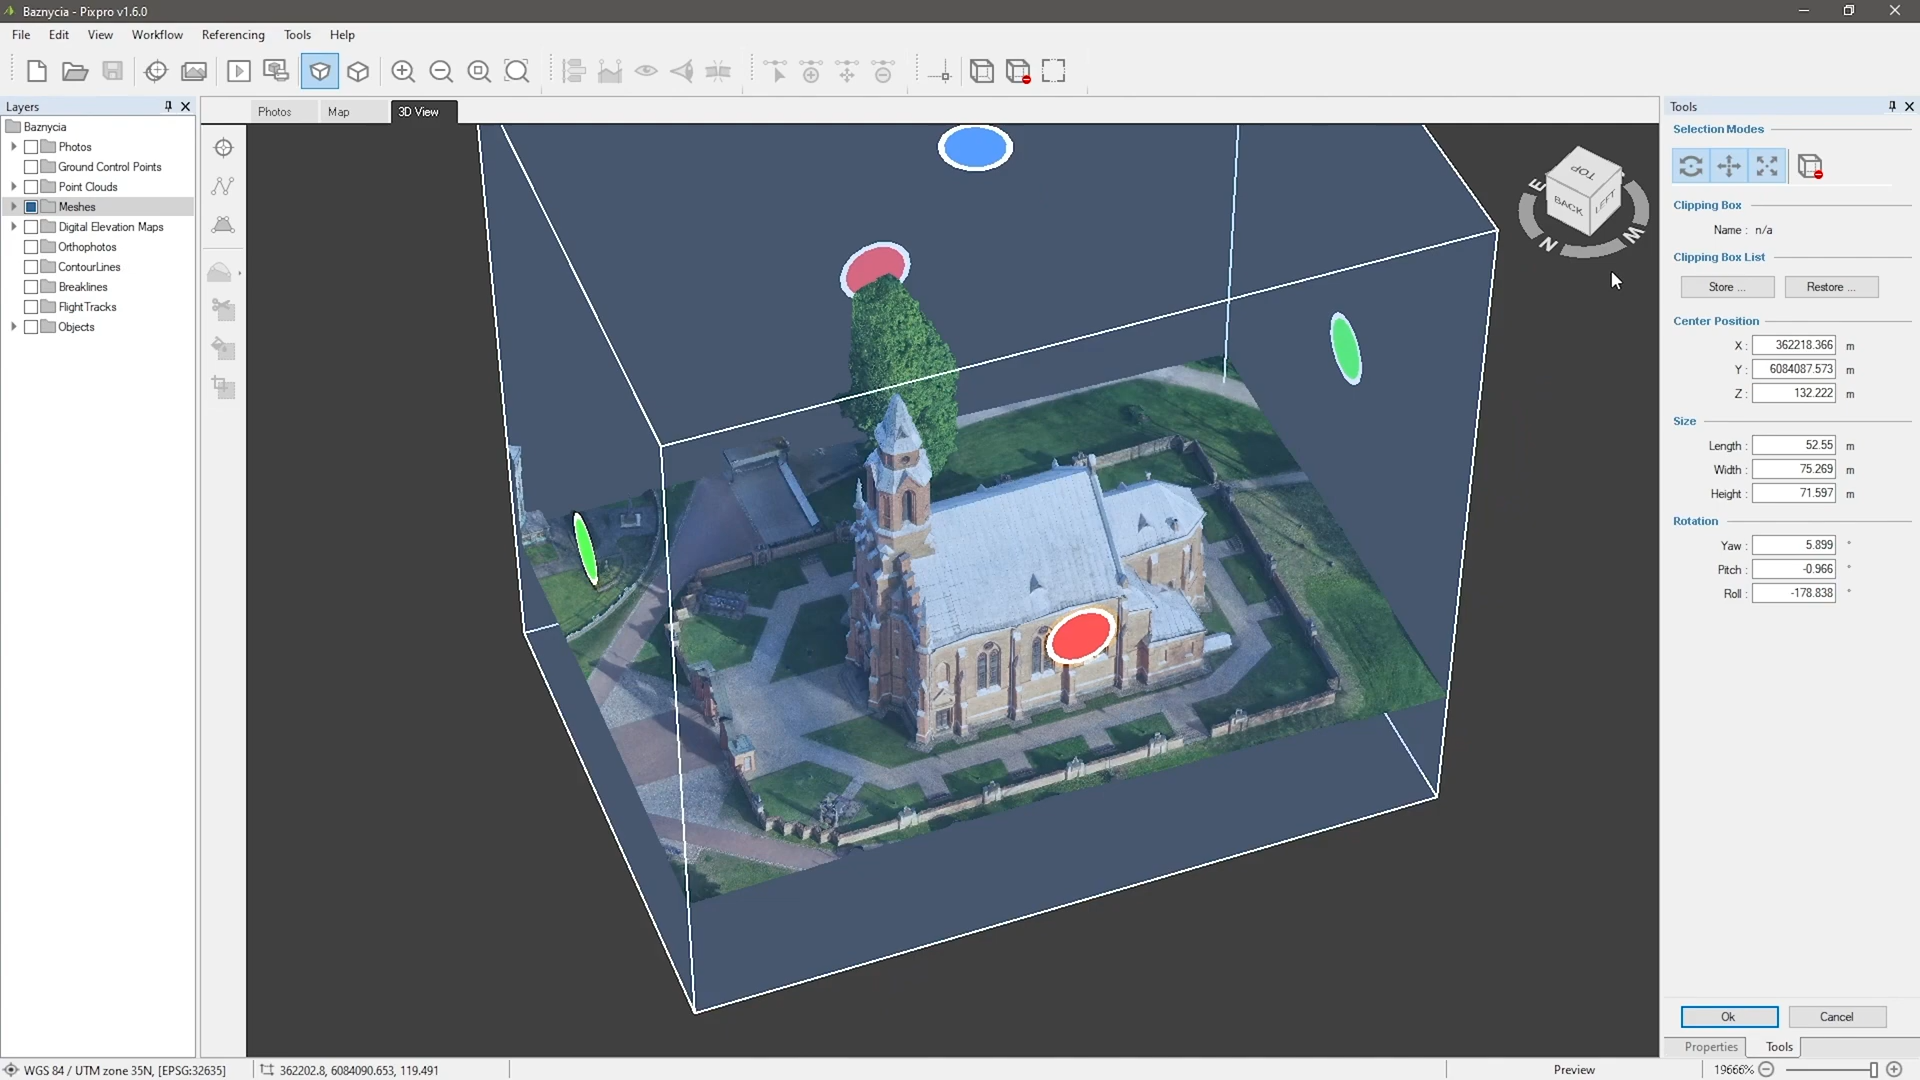 Baznycia - Pixpro v1.6.0
File Edit View Workflow Referencing Tools Help
Layers
Photos Map 3D View
Tools
Baznycia
Photos
Ground Control Points
Point Clouds
Meshes
Digital Elevation Maps
Orthophotos
ContourLines
Breaklines
FlightTracks
Objects
TOP
BACK
LEFT
E
N
W
Selection Modes
Clipping Box
Name : n/a
Clipping Box List
Store ... Restore ...
Center Position
X : 362218.366 m
Y : 6084087.573 m
Z : 132.222 m
Size
Length : 52.55 m
Width : 75.269 m
Height : 71.597 m
Rotation
Yaw : 5.899 °
Pitch : -0.966 °
Roll : -178.838 °
Ok Cancel
Properties Tools
WGS 84 / UTM zone 35N, [EPSG:32635] 362202.8, 6084090.653, 119.491 Preview 19666%